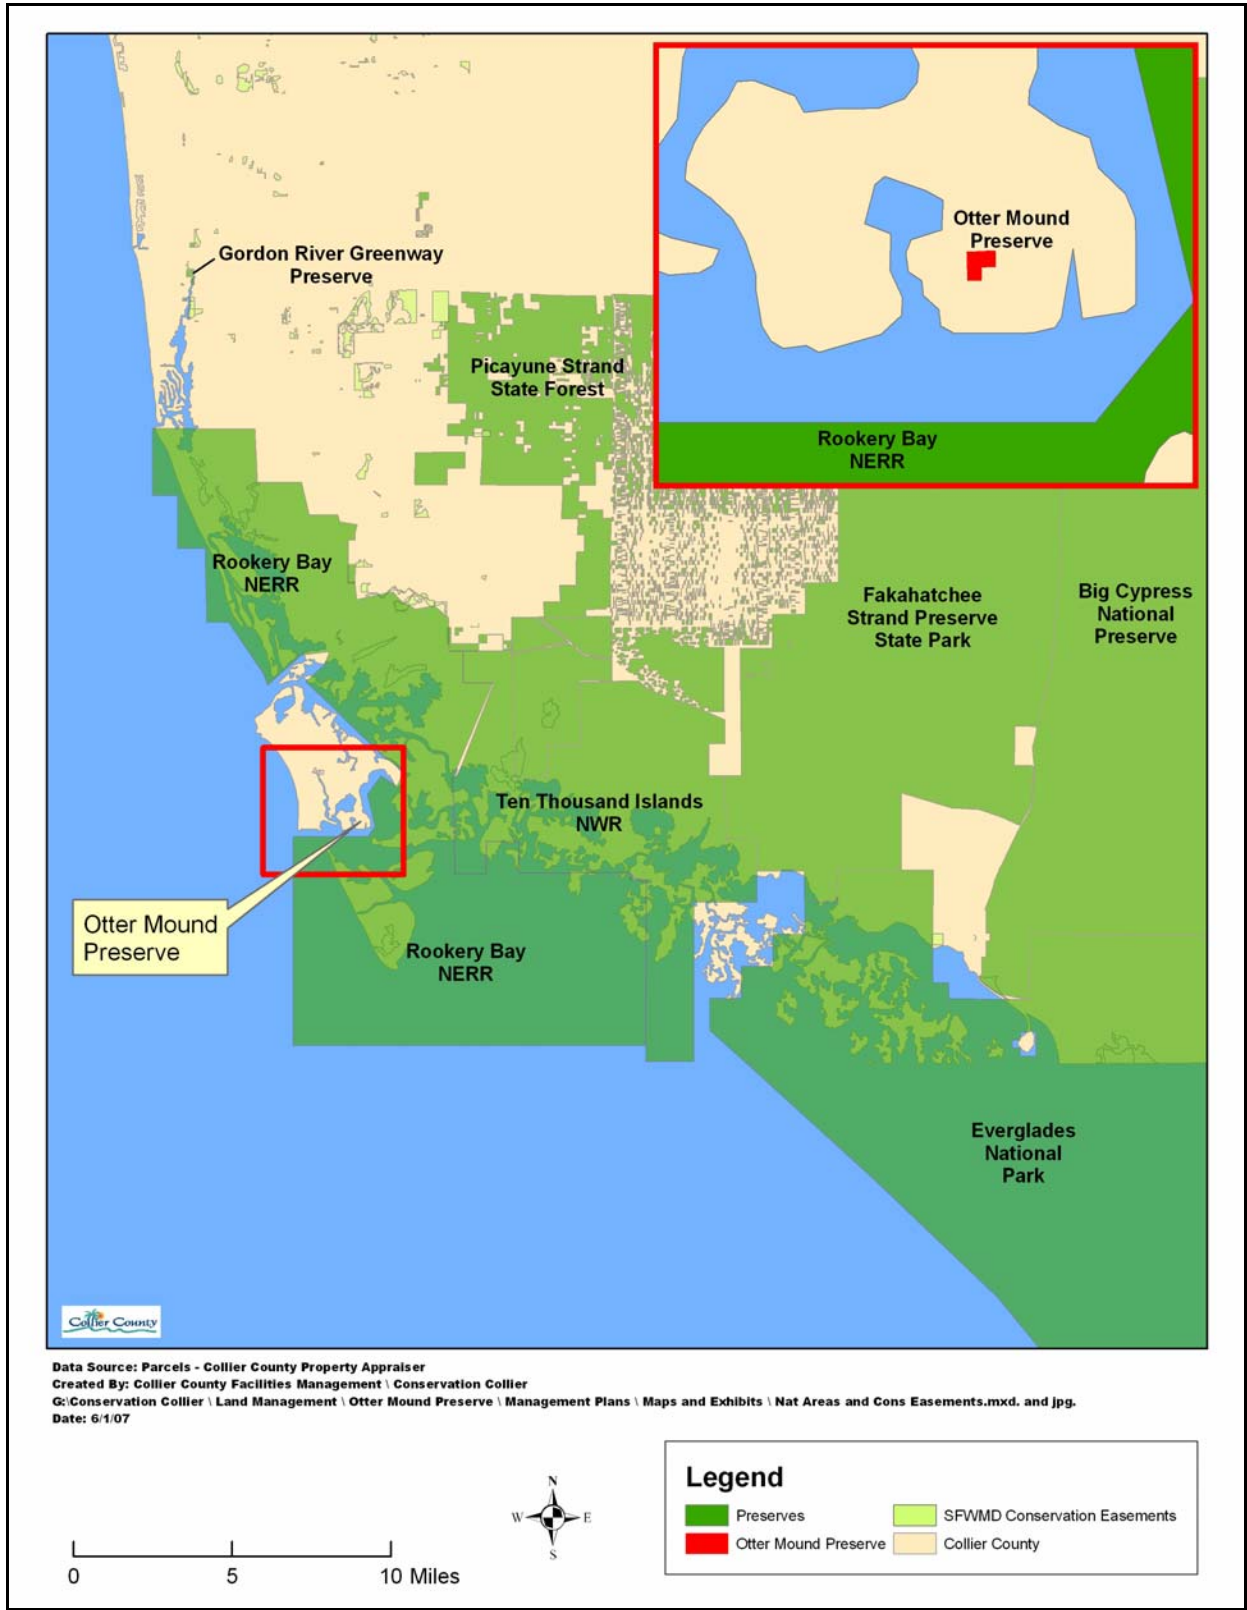 Otter Mound
Preserve
Gordon River Greenway
Preserve
Picayune Strand
State Forest
Rookery Bay
NERR
Rookery Bay
NERR
Fakahatchee
Strand Preserve
State Park
Big Cypress
National
Preserve
Ten Thousand Islands
NWR
Otter Mound
Preserve
Rookery Bay
NERR
Everglades
National
Park
Collier County
Data Source: Parcels - Collier County Property Appraiser
Created By: Collier County Facilities Management \ Conservation Collier
G:\Conservation Collier \ Land Management \ Otter Mound Preserve \ Management Plans \ Maps and Exhibits \ Nat Areas and Cons Easements.mxd. and jpg.
Date: 6/1/07
N
W E
S
0 5 10 Miles
Legend
Preserves
SFWMD Conservation Easements
Otter Mound Preserve
Collier County